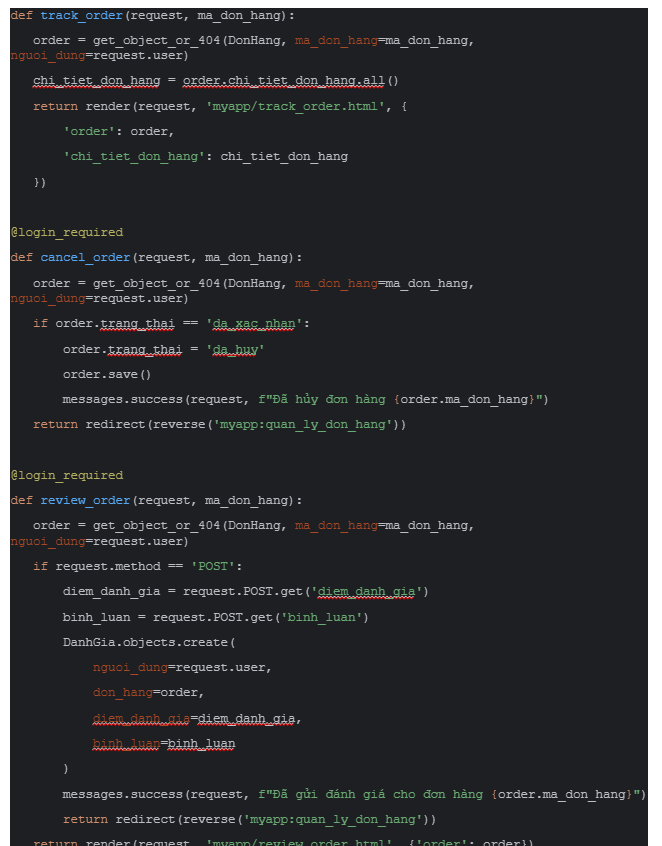 def track_order(request, ma_don_hang):
order = get_object_or_404(DonHang, ma_don_hang=ma_don_hang,
nguoi_dung=request.user)
chi_tiet_don_hang = order.chi_tiet_don_hang.all()
return render(request, 'myapp/track_order.html', {
'order': order,
'chi_tiet_don_hang': chi_tiet_don_hang
})
@login_required
def cancel_order(request, ma_don_hang):
order = get_object_or_404(DonHang, ma_don_hang=ma_don_hang,
nguoi_dung=request.user)
if order.trang_thai == 'da_xac_nhan':
order.trang_thai = 'da_huy'
order.save()
messages.success(request, f"Đã hủy đơn hàng {order.ma_don_hang}")
return redirect(reverse('myapp:quan_ly_don_hang'))
@login_required
def review_order(request, ma_don_hang):
order = get_object_or_404(DonHang, ma_don_hang=ma_don_hang,
nguoi_dung=request.user)
if request.method == 'POST':
diem_danh_gia = request.POST.get('diem_danh_gia')
binh_luan = request.POST.get('binh_luan')
DanhGia.objects.create(
nguoi_dung=request.user,
don_hang=order,
diem_danh_gia=diem_danh_gia,
binh_luan=binh_luan
)
messages.success(request, f"Đã gửi đánh giá cho đơn hàng {order.ma_don_hang}")
return redirect(reverse('myapp:quan_ly_don_hang'))
return render(request, 'myapp/review_order.html', {'order': order})